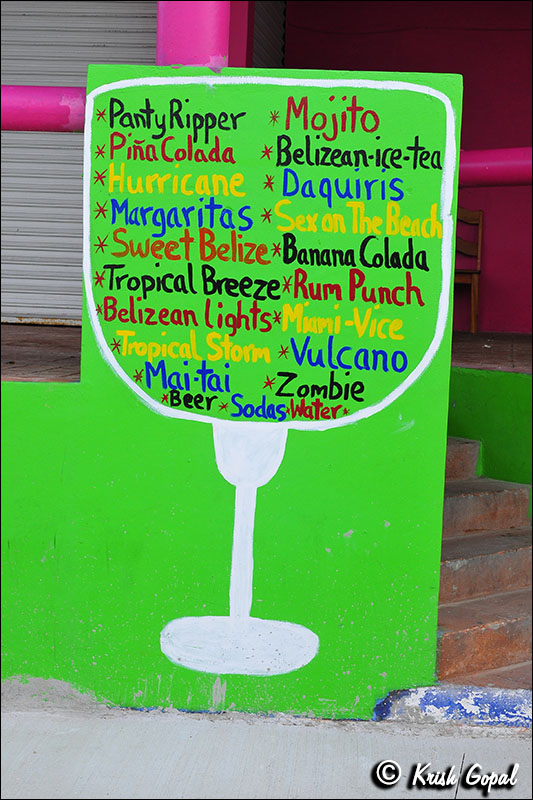 *Panty Ripper *Mojito
*Piña Colada *Belizean-ice-tea
*Hurricane *Daquiris
*Margaritas *Sex on The Beach
*Sweet Belize *Banana Colada
*Tropical Breeze *Rum Punch
*Belizean Lights *Miami-Vice
*Tropical Storm *Vulcano
*Mai-tai *Zombie
*Beer *Sodas *Water *
© Krish Gopal